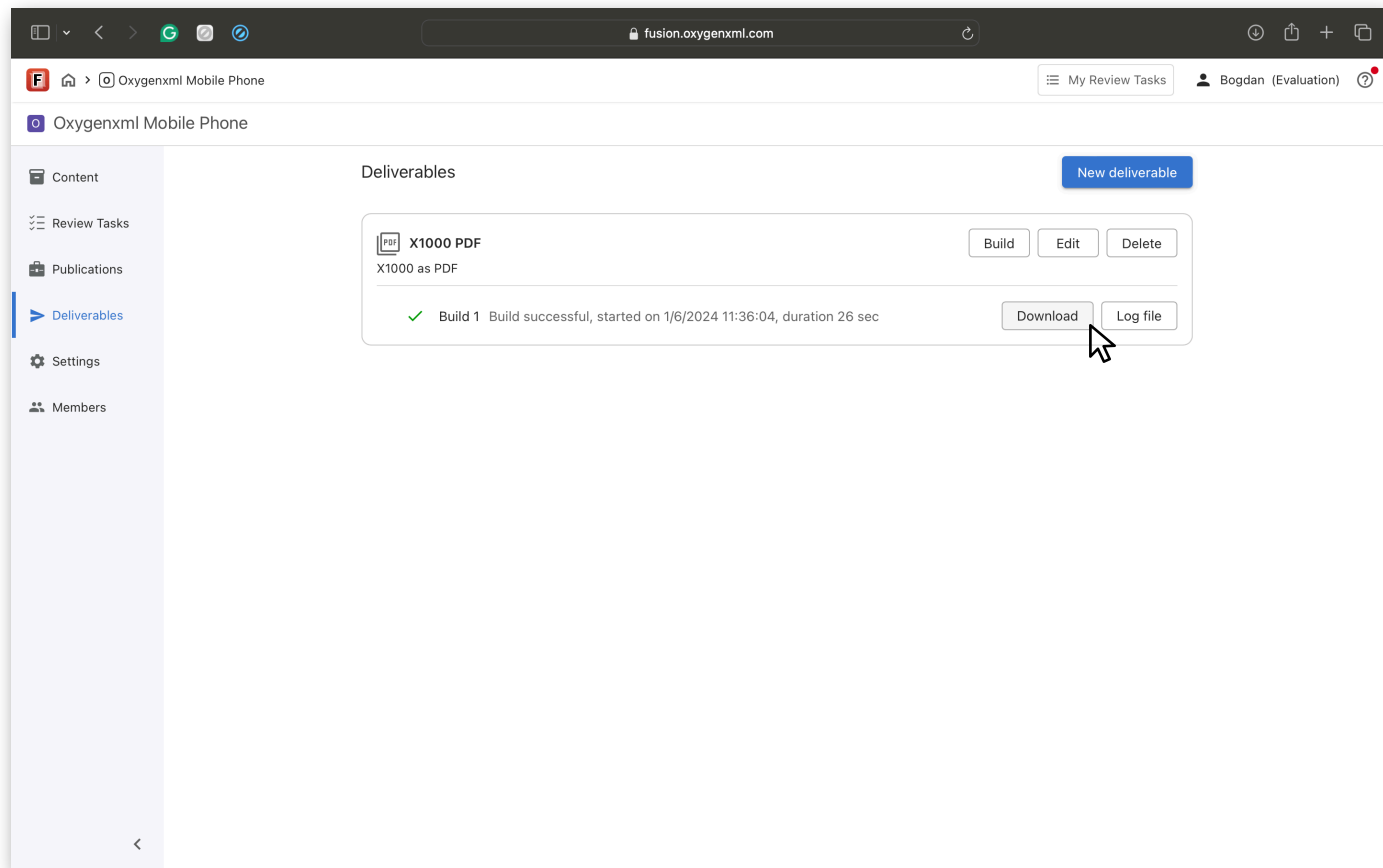 fusion.oxygenxml.com
F Oxygenxml Mobile Phone My Review Tasks Bogdan (Evaluation)
O Oxygenxml Mobile Phone
Content
Review Tasks
Publications
Deliverables
Settings
Members
Deliverables New deliverable
PDF X1000 PDF Build Edit Delete
X1000 as PDF
Build 1 Build successful, started on 1/6/2024 11:36:04, duration 26 sec Download Log file